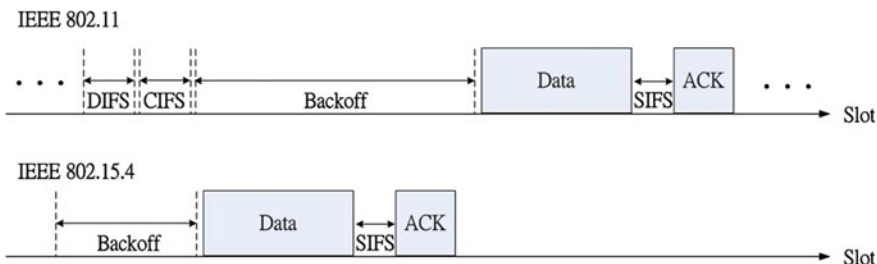 IEEE 802.11
. . .
Data
ACK
. . .
DIFS
CIFS
Backoff
SIFS
Slot
IEEE 802.15.4
Data
ACK
Backoff
SIFS
Slot